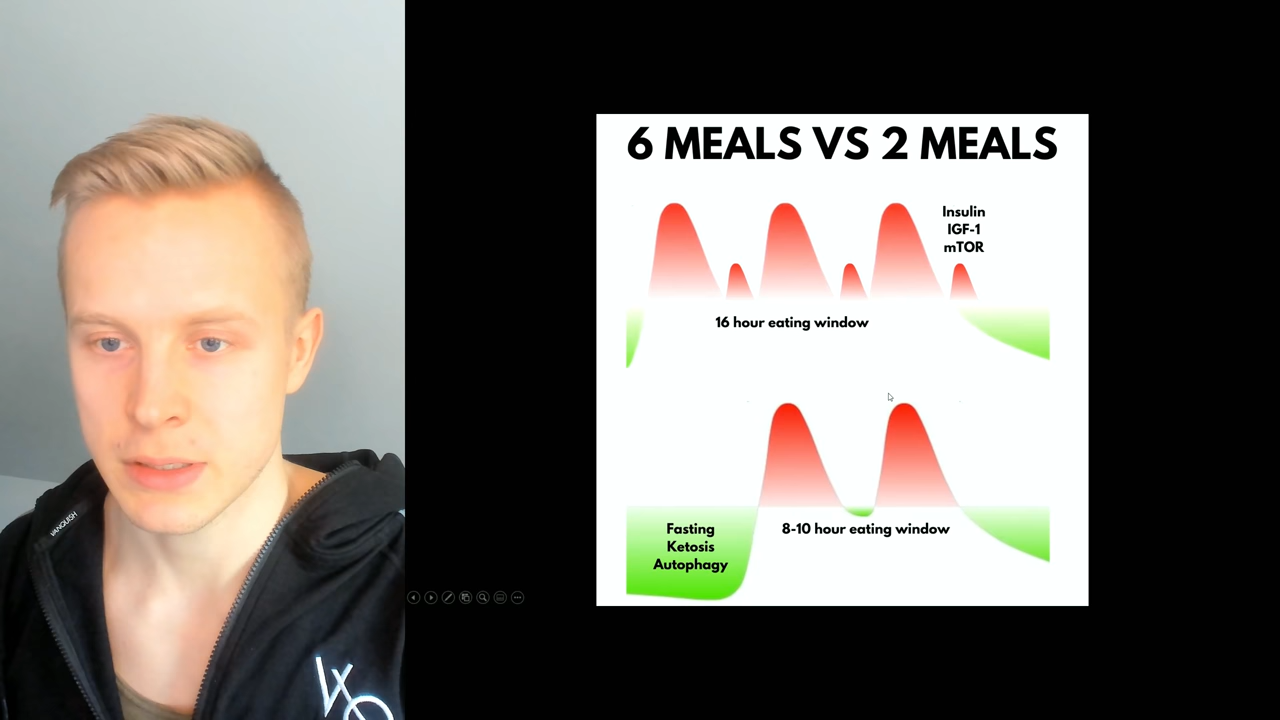 6 MEALS VS 2 MEALS
Insulin
IGF-1
mTOR
16 hour eating window
Fasting
Ketosis
Autophagy
8-10 hour eating window
VANQUISH